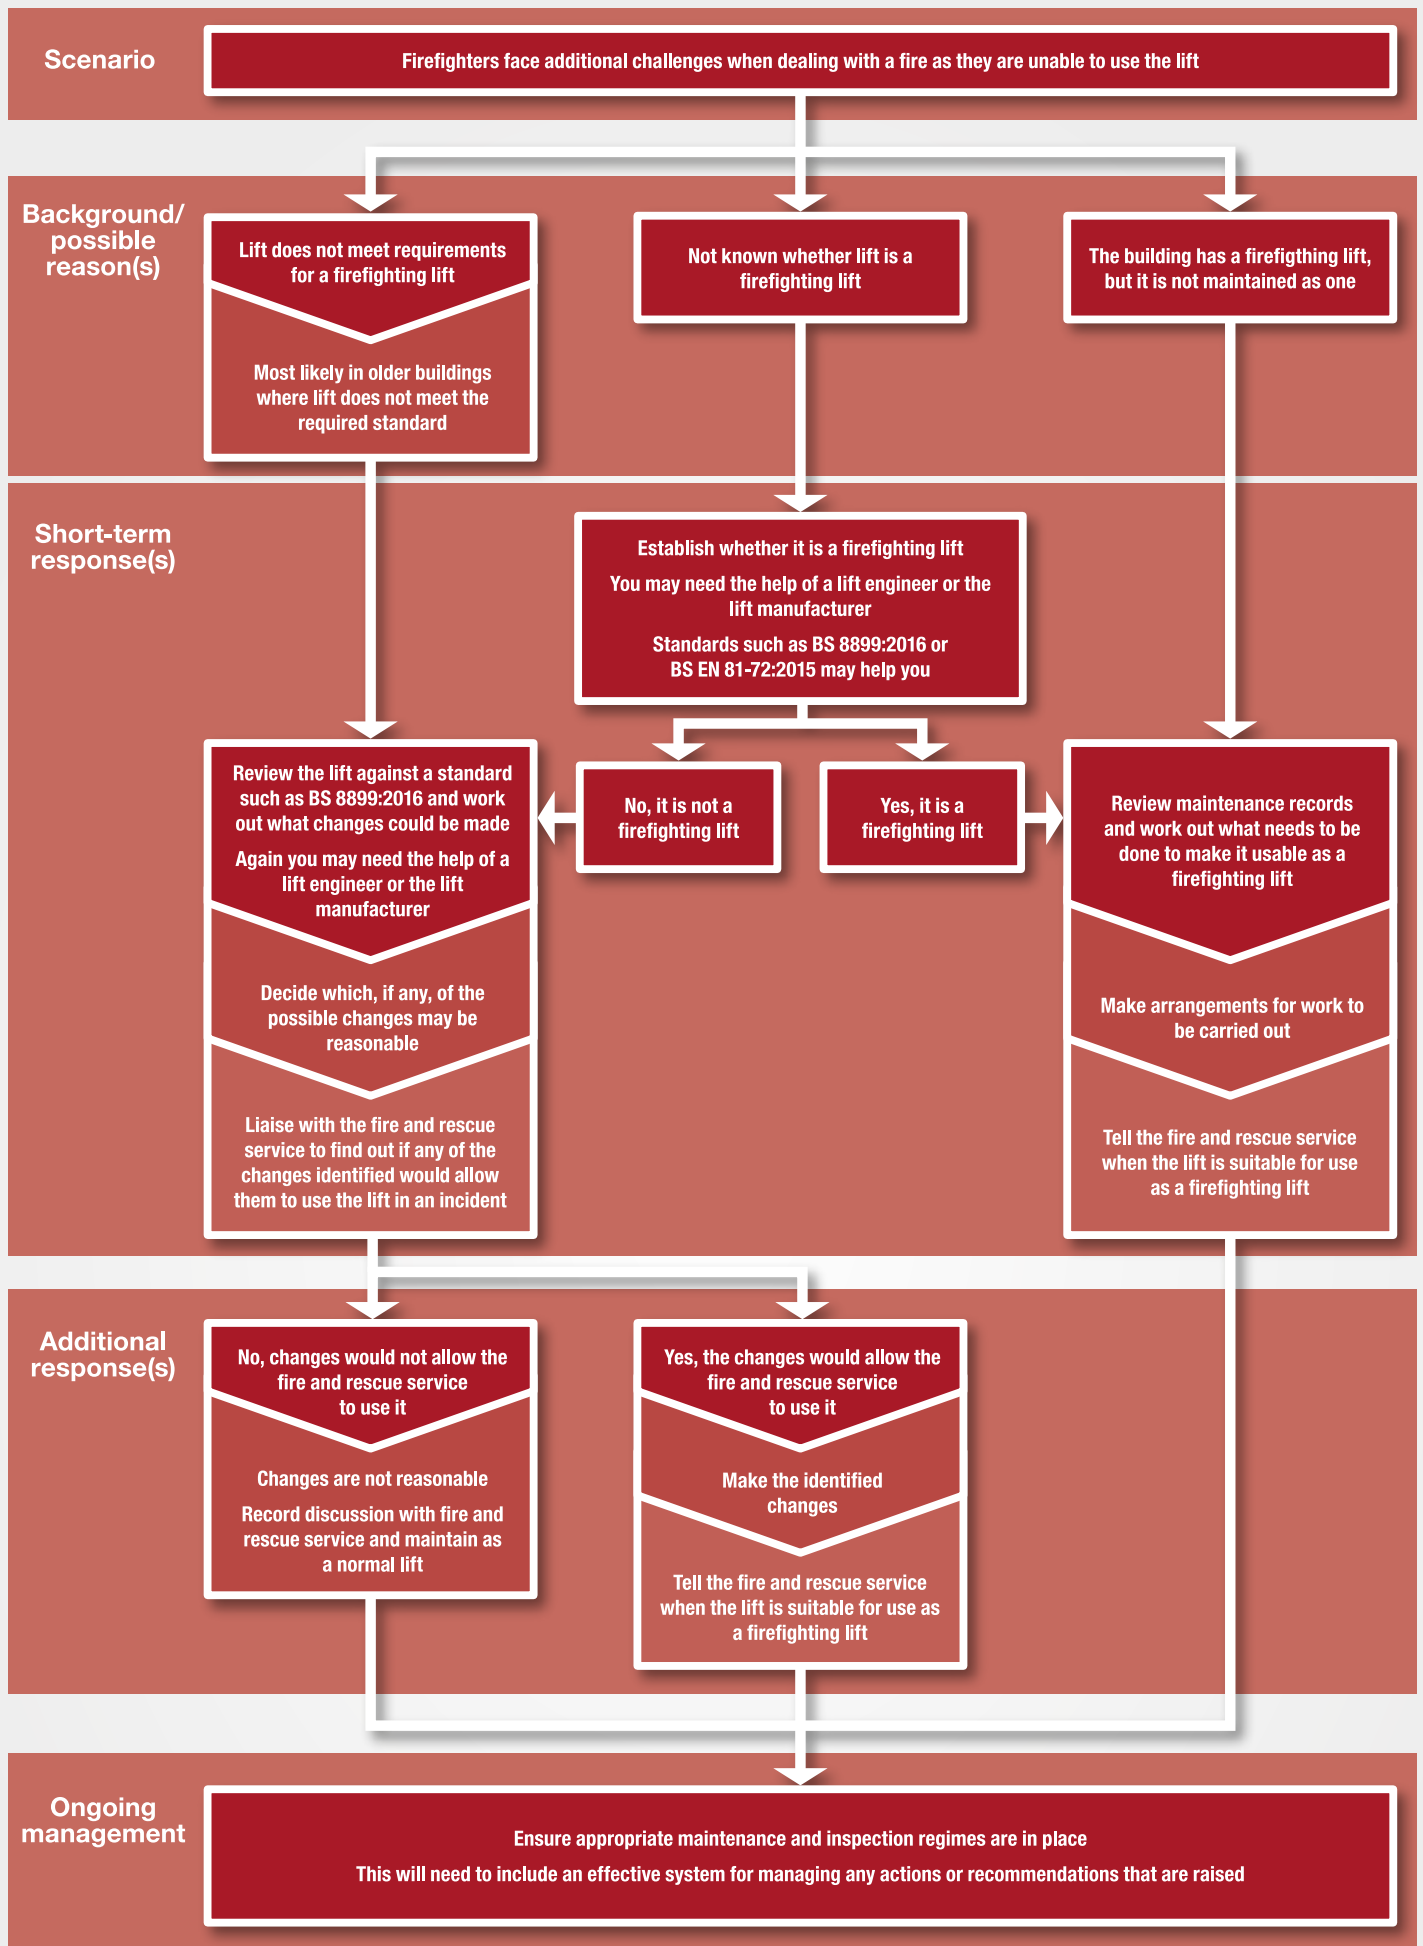 Scenario
Firefighters face additional challenges when dealing with a fire as they are unable to use the lift
Background/
possible
reason(s)
Lift does not meet requirements
for a firefighting lift
Most likely in older buildings
where lift does not meet the
required standard
Not known whether lift is a
firefighting lift
The building has a firefigthing lift,
but it is not maintained as one
Short-term
response(s)
Establish whether it is a firefighting lift
You may need the help of a lift engineer or the
lift manufacturer
Standards such as BS 8899:2016 or
BS EN 81-72:2015 may help you
No, it is not a
firefighting lift
Yes, it is a
firefighting lift
Review the lift against a standard
such as BS 8899:2016 and work
out what changes could be made
Again you may need the help of a
lift engineer or the lift
manufacturer
Decide which, if any, of the
possible changes may be
reasonable
Liaise with the fire and rescue
service to find out if any of the
changes identified would allow
them to use the lift in an incident
Review maintenance records
and work out what needs to be
done to make it usable as a
firefighting lift
Make arrangements for work to
be carried out
Tell the fire and rescue service
when the lift is suitable for use
as a firefighting lift
Additional
response(s)
No, changes would not allow the
fire and rescue service
to use it
Changes are not reasonable
Record discussion with fire and
rescue service and maintain as
a normal lift
Yes, the changes would allow the
fire and rescue service
to use it
Make the identified
changes
Tell the fire and rescue service
when the lift is suitable for use as
a firefighting lift
Ongoing
management
Ensure appropriate maintenance and inspection regimes are in place
This will need to include an effective system for managing any actions or recommendations that are raised